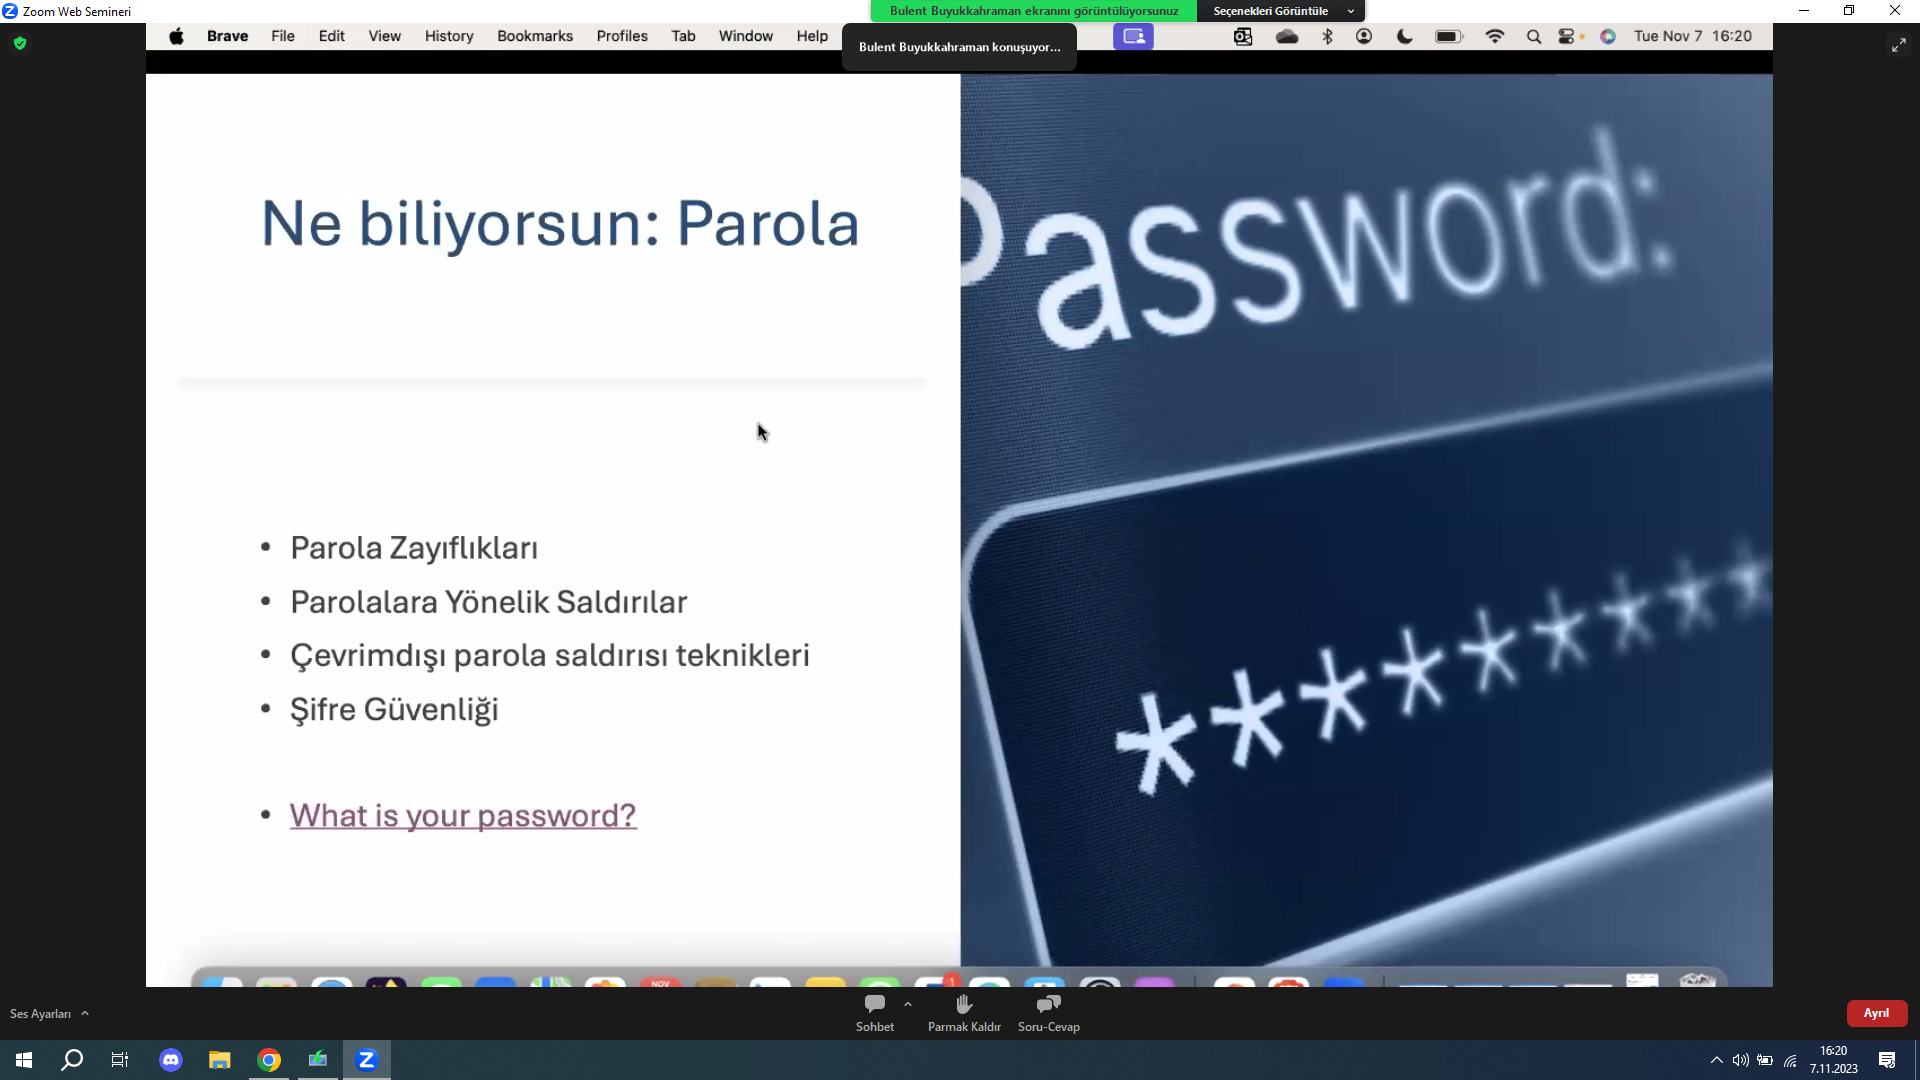 Zoom Web Semineri
Bulent Buyukkahraman ekranını görüntülüyorsunuz
Seçenekleri Görüntüle
Brave File Edit View History Bookmarks Profiles Tab Window Help
Tue Nov 7 16:20
Bulent Buyukkahraman konuşuyor...
Ne biliyorsun: Parola
Password:
• Parola Zayıflıkları
• Parolalara Yönelik Saldırılar
• Çevrimdışı parola saldırısı teknikleri
• Şifre Güvenliği
• What is your password?
*********
NOV
1
Ses Ayarları
Sohbet
Parmak Kaldır
Soru-Cevap
Ayrıl
16:20
7.11.2023